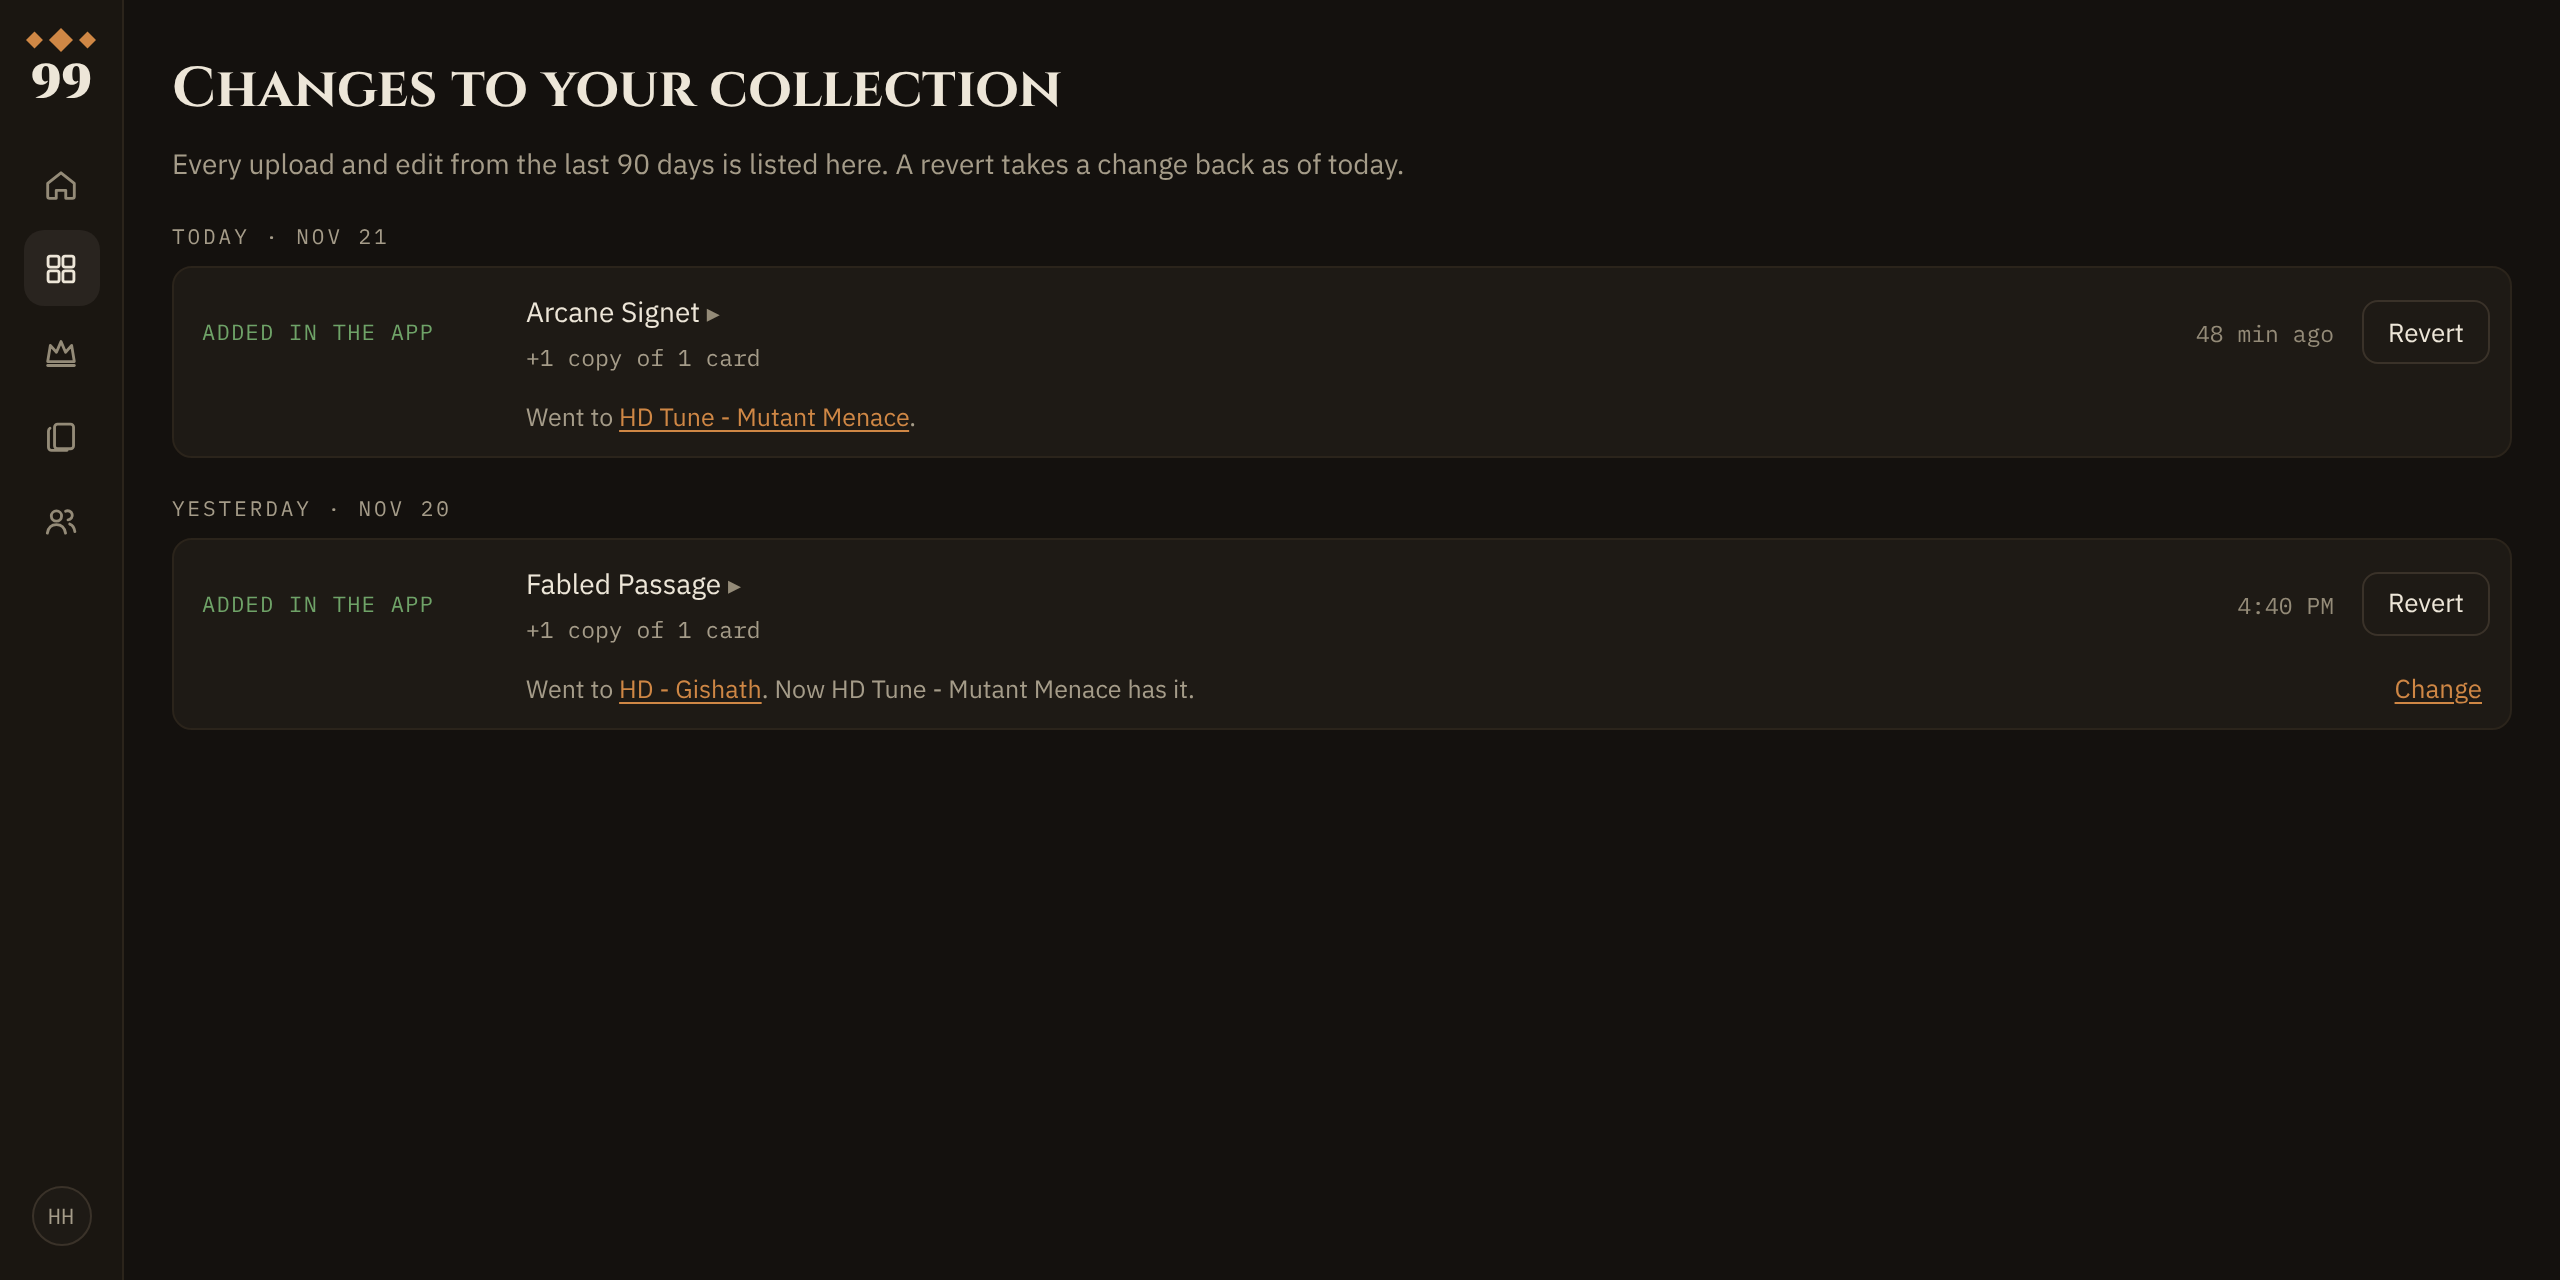 99
Changes to your collection
Every upload and edit from the last 90 days is listed here. A revert takes a change back as of today.
TODAY · NOV 21
ADDED IN THE APP
Arcane Signet ▸
+1 copy of 1 card
48 min ago
Revert
Went to HD Tune - Mutant Menace.
YESTERDAY · NOV 20
ADDED IN THE APP
Fabled Passage ▸
+1 copy of 1 card
4:40 PM
Revert
Went to HD - Gishath. Now HD Tune - Mutant Menace has it.
Change
HH